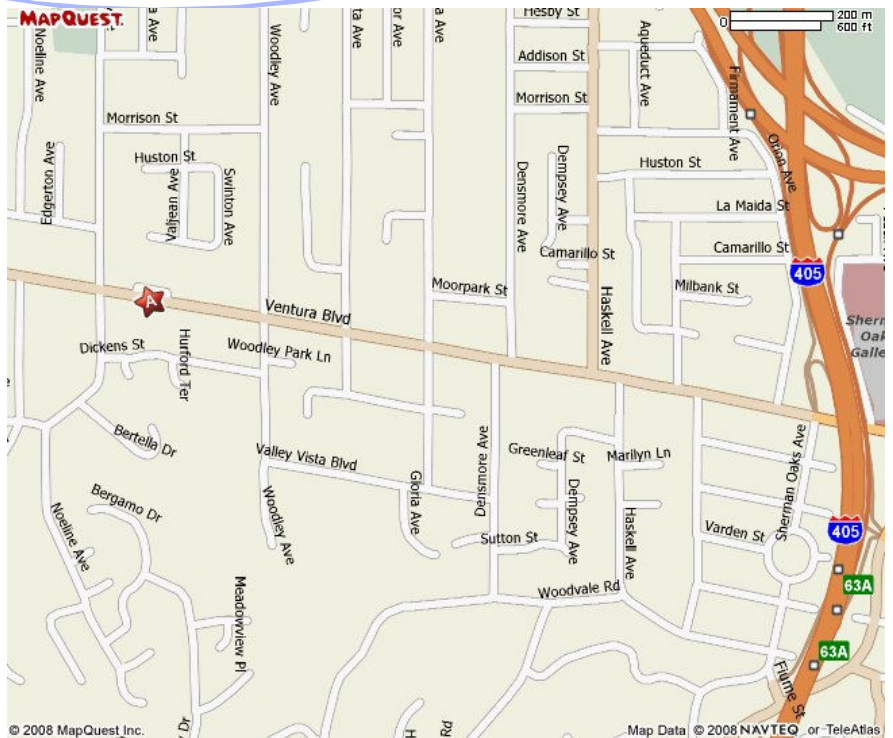 MAPQUEST.
0
200 m
600 ft
Hesby St
Addison St
Morrison St
Noeline Ave
Woodley Ave
Aqueduct Ave
Firmament Ave
Orion Ave
Morrison St
Huston St
Edgerton Ave
Valjean Ave
Swinton Ave
Densmore Ave
Dempsey Ave
Huston St
La Maida St
Camarillo St
Camarillo St
405
Moorpark St
Milbank St
Haskell Ave
A
Ventura Blvd
Dickens St
Hurford Ter
Woodley Park Ln
Bertella Dr
Valley Vista Blvd
Gloria Ave
Densmore Ave
Greenleaf St
Marilyn Ln
Sherman Oaks Ave
Bergamo Dr
Noeline Ave
Woodley Ave
Sutton St
Dempsey Ave
Haskell Ave
Varden St
405
Woodvale Rd
63A
Meadowview Pl
63A
Fiume St
Dr
Rd
© 2008 MapQuest Inc.
Map Data © 2008 NAVTEQ or TeleAtlas